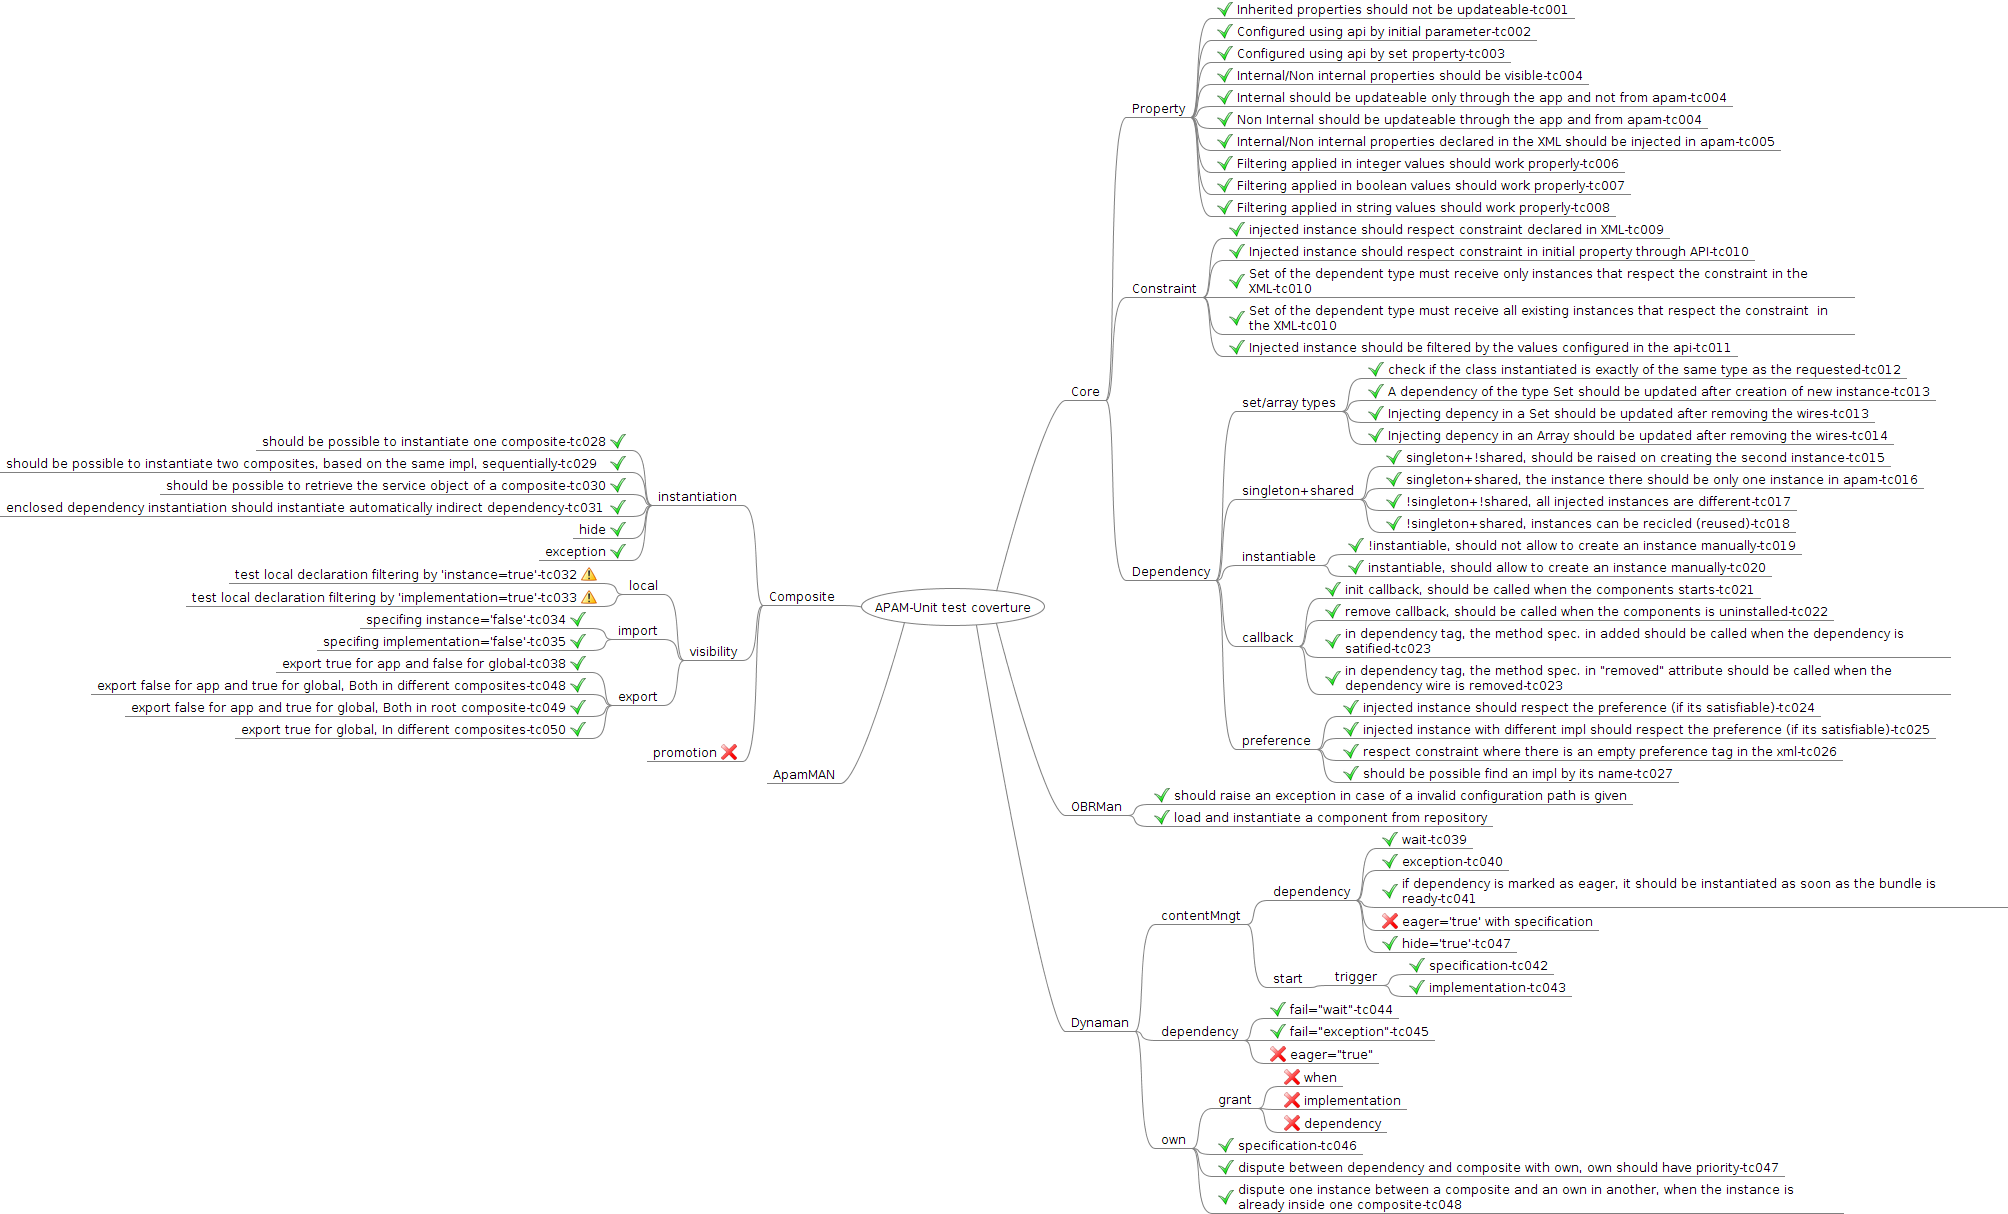 APAM-Unit test coverture
Core
Property
Inherited properties should not be updateable-tc001
Configured using api by initial parameter-tc002
Configured using api by set property-tc003
Internal/Non internal properties should be visible-tc004
Internal should be updateable only through the app and not from apam-tc004
Non Internal should be updateable through the app and from apam-tc004
Internal/Non internal properties declared in the XML should be injected in apam-tc005
Filtering applied in integer values should work properly-tc006
Filtering applied in boolean values should work properly-tc007
Filtering applied in string values should work properly-tc008
Constraint
injected instance should respect constraint declared in XML-tc009
Injected instance should respect constraint in initial property through API-tc010
Set of the dependent type must receive only instances that respect the constraint in the
XML-tc010
Set of the dependent type must receive all existing instances that respect the constraint  in
the XML-tc010
Injected instance should be filtered by the values configured in the api-tc011
Dependency
set/array types
check if the class instantiated is exactly of the same type as the requested-tc012
A dependency of the type Set should be updated after creation of new instance-tc013
Injecting depency in a Set should be updated after removing the wires-tc013
Injecting depency in an Array should be updated after removing the wires-tc014
singleton+shared
singleton+!shared, should be raised on creating the second instance-tc015
singleton+shared, the instance there should be only one instance in apam-tc016
!singleton+!shared, all injected instances are different-tc017
!singleton+shared, instances can be recicled (reused)-tc018
instantiable
!instantiable, should not allow to create an instance manually-tc019
instantiable, should allow to create an instance manually-tc020
callback
init callback, should be called when the components starts-tc021
remove callback, should be called when the components is uninstalled-tc022
in dependency tag, the method spec. in added should be called when the dependency is
satified-tc023
in dependency tag, the method spec. in "removed" attribute should be called when the
dependency wire is removed-tc023
preference
injected instance should respect the preference (if its satisfiable)-tc024
injected instance with different impl should respect the preference (if its satisfiable)-tc025
respect constraint where there is an empty preference tag in the xml-tc026
should be possible find an impl by its name-tc027
OBRMan
should raise an exception in case of a invalid configuration path is given
load and instantiate a component from repository
Dynaman
contentMngt
dependency
wait-tc039
exception-tc040
if dependency is marked as eager, it should be instantiated as soon as the bundle is
ready-tc041
eager='true' with specification
hide='true'-tc047
start
trigger
specification-tc042
implementation-tc043
dependency
fail="wait"-tc044
fail="exception"-tc045
eager="true"
own
grant
when
implementation
dependency
specification-tc046
dispute between dependency and composite with own, own should have priority-tc047
dispute one instance between a composite and an own in another, when the instance is
already inside one composite-tc048
Composite
instantiation
should be possible to instantiate one composite-tc028
should be possible to instantiate two composites, based on the same impl, sequentially-tc029
should be possible to retrieve the service object of a composite-tc030
enclosed dependency instantiation should instantiate automatically indirect dependency-tc031
hide
exception
visibility
local
test local declaration filtering by 'instance=true'-tc032
test local declaration filtering by 'implementation=true'-tc033
import
specifing instance='false'-tc034
specifing implementation='false'-tc035
export
export true for app and false for global-tc038
export false for app and true for global, Both in different composites-tc048
export false for app and true for global, Both in root composite-tc049
export true for global, In different composites-tc050
promotion
ApamMAN